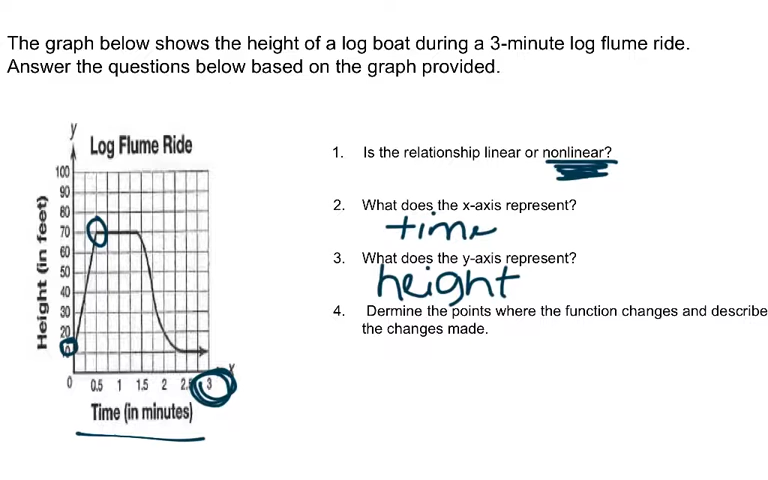 The graph below shows the height of a log boat during a 3-minute log flume ride.
Answer the questions below based on the graph provided.
y
Log Flume Ride
100
90
80
70
60
50
40
30
20
10
Height (in feet)
x
0 0.5 1 1.5 2 3
Time (in minutes)
1. Is the relationship linear or nonlinear?
2. What does the x-axis represent?
time
3. What does the y-axis represent?
height
4. Dermine the points where the function changes and describe
the changes made.